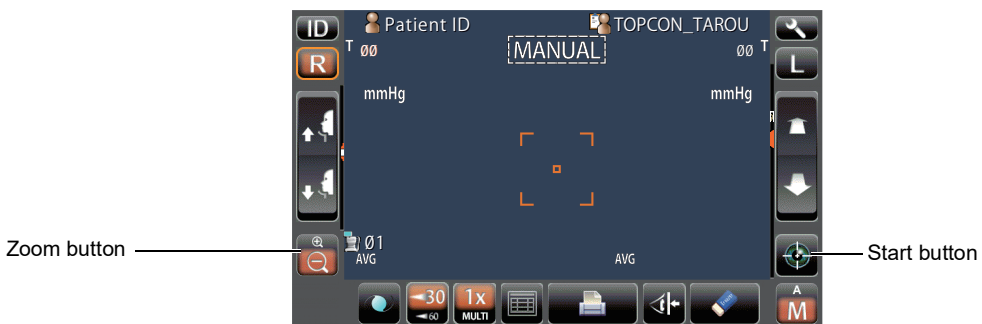 ID Patient ID TOPCON_TAROU
T 00 MANUAL 00 T
R L
mmHg mmHg
Zoom button Start button
01
AVG AVG
30 1x A
60 MULTI M